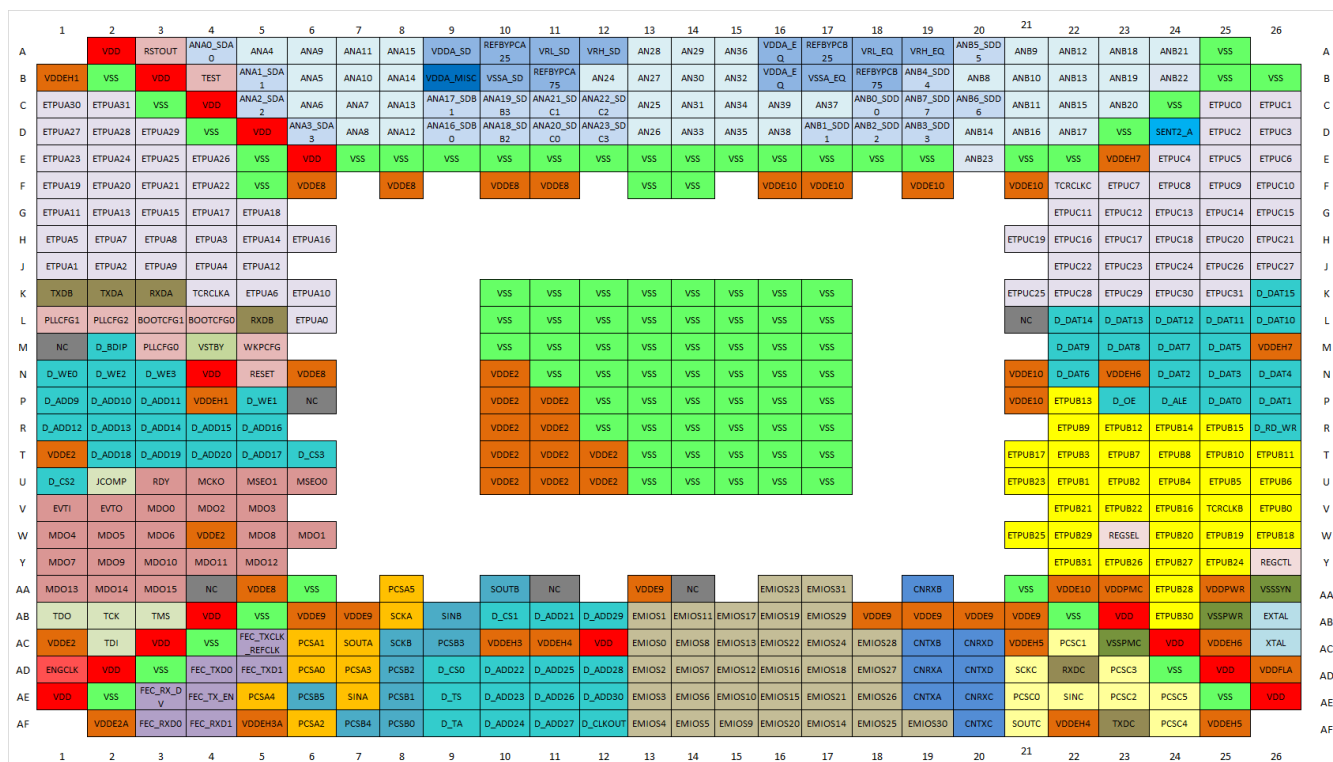 1 2 3 4 5 6 7 8 9 10 11 12 13 14 15 16 17 18 19 20 21 22 23 24 25 26
A VDD RSTOUT ANA0_SDA0 ANA4 ANA9 ANA11 ANA15 VDDA_SD REFBYPCA25 VRL_SD VRH_SD AN28 AN29 AN36 VDDA_EQ REFBYPCB25 VRL_EQ VRH_EQ ANB5_SDD5 ANB9 ANB12 ANB18 ANB21 VSS A
B VDDEH1 VSS VDD TEST ANA1_SDA1 ANA5 ANA10 ANA14 VDDA_MISC VSSA_SD REFBYPCA75 AN24 AN27 AN30 AN32 VDDA_EQ VSSA_EQ REFBYPCB75 ANB4_SDD4 ANB8 ANB10 ANB13 ANB19 ANB22 VSS VSS B
C ETPUA30 ETPUA31 VSS VDD ANA2_SDA2 ANA6 ANA7 ANA13 ANA17_SDB1 ANA19_SDB3 ANA21_SDC1 ANA22_SDC2 AN25 AN31 AN34 AN39 AN37 ANB0_SDD0 ANB7_SDD7 ANB6_SDD6 ANB11 ANB15 ANB20 VSS ETPUC0 ETPUC1 C
D ETPUA27 ETPUA28 ETPUA29 VSS VDD ANA3_SDA3 ANA8 ANA12 ANA16_SDB0 ANA18_SDB2 ANA20_SDC0 ANA23_SDC3 AN26 AN33 AN35 AN38 ANB1_SDD1 ANB2_SDD2 ANB3_SDD3 ANB14 ANB16 ANB17 VSS SENT2_A ETPUC2 ETPUC3 D
E ETPUA23 ETPUA24 ETPUA25 ETPUA26 VSS VDD VSS VSS VSS VSS VSS VSS VSS VSS VSS VSS VSS VSS VSS ANB23 VSS VSS VDDEH7 ETPUC4 ETPUC5 ETPUC6 E
F ETPUA19 ETPUA20 ETPUA21 ETPUA22 VSS VDDE8 VDDE8 VDDE8 VDDE8 VSS VSS VDDE10 VDDE10 VDDE10 VDDE10 TCRCLKC ETPUC7 ETPUC8 ETPUC9 ETPUC10 F
G ETPUA11 ETPUA13 ETPUA15 ETPUA17 ETPUA18 ETPUC11 ETPUC12 ETPUC13 ETPUC14 ETPUC15 G
H ETPUA5 ETPUA7 ETPUA8 ETPUA3 ETPUA14 ETPUA16 ETPUC19 ETPUC16 ETPUC17 ETPUC18 ETPUC20 ETPUC21 H
J ETPUA1 ETPUA2 ETPUA9 ETPUA4 ETPUA12 ETPUC22 ETPUC23 ETPUC24 ETPUC26 ETPUC27 J
K TXDB TXDA RXDA TCRCLKA ETPUA6 ETPUA10 VSS VSS VSS VSS VSS VSS VSS VSS ETPUC25 ETPUC28 ETPUC29 ETPUC30 ETPUC31 D_DAT15 K
L PLLCFG1 PLLCFG2 BOOTCFG1 BOOTCFG0 RXDB ETPUA0 VSS VSS VSS VSS VSS VSS VSS VSS NC D_DAT14 D_DAT13 D_DAT12 D_DAT11 D_DAT10 L
M NC D_BDIP PLLCFG0 VSTBY WKPCFG VSS VSS VSS VSS VSS VSS VSS VSS D_DAT9 D_DAT8 D_DAT7 D_DAT5 VDDEH7 M
N D_WE0 D_WE2 D_WE3 VDD RESET VDDE8 VDDE2 VSS VSS VSS VSS VSS VSS VSS VDDE10 D_DAT6 VDDEH6 D_DAT2 D_DAT3 D_DAT4 N
P D_ADD9 D_ADD10 D_ADD11 VDDEH1 D_WE1 NC VDDE2 VDDE2 VSS VSS VSS VSS VSS VSS VDDE10 ETPUB13 D_OE D_ALE D_DAT0 D_DAT1 P
R D_ADD12 D_ADD13 D_ADD14 D_ADD15 D_ADD16 VDDE2 VDDE2 VSS VSS VSS VSS VSS VSS ETPUB9 ETPUB12 ETPUB14 ETPUB15 D_RD_WR R
T VDDE2 D_ADD18 D_ADD19 D_ADD20 D_ADD17 D_CS3 VDDE2 VDDE2 VDDE2 VSS VSS VSS VSS VSS ETPUB17 ETPUB3 ETPUB7 ETPUB8 ETPUB10 ETPUB11 T
U D_CS2 JCOMP RDY MCKO MSEO1 MSEO0 VDDE2 VDDE2 VDDE2 VSS VSS VSS VSS VSS ETPUB23 ETPUB1 ETPUB2 ETPUB4 ETPUB5 ETPUB6 U
V EVTI EVTO MDO0 MDO2 MDO3 ETPUB21 ETPUB22 ETPUB16 TCRCLKB ETPUB0 V
W MDO4 MDO5 MDO6 VDDE2 MDO8 MDO1 ETPUB25 ETPUB29 REGSEL ETPUB20 ETPUB19 ETPUB18 W
Y MDO7 MDO9 MDO10 MDO11 MDO12 ETPUB31 ETPUB26 ETPUB27 ETPUB24 REGCTL Y
AA MDO13 MDO14 MDO15 NC VDDE8 VSS PCSA5 SOUTB NC VDDE9 NC EMIOS23 EMIOS31 CNRXB VSS VDDE10 VDDPMC ETPUB28 VDDPWR VSSSYN AA
AB TDO TCK TMS VDD VSS VDDE9 VDDE9 SCKA SINB D_CS1 D_ADD21 D_ADD29 EMIOS1 EMIOS11 EMIOS17 EMIOS19 EMIOS29 VDDE9 VDDE9 VDDE9 VDDE9 VSS VDD ETPUB30 VSSPWR EXTAL AB
AC VDDE2 TDI VDD VSS FEC_TXCLK_REFCLK PCSA1 SOUTA SCKB PCSB3 VDDEH3 VDDEH4 VDD EMIOS0 EMIOS8 EMIOS13 EMIOS22 EMIOS24 EMIOS28 CNTXB CNRXD VDDEH5 PCSC1 VSSPMC VDD VDDEH6 XTAL AC
AD ENGCLK VDD VSS FEC_TXD0 FEC_TXD1 PCSA0 PCSA3 PCSB2 D_CS0 D_ADD22 D_ADD25 D_ADD28 EMIOS2 EMIOS7 EMIOS12 EMIOS16 EMIOS18 EMIOS27 CNRXA CNTXD SCKC RXDC PCSC3 VSS VDD VDDFLA AD
AE VDD VSS FEC_RX_DV FEC_TX_EN PCSA4 PCSB5 SINA PCSB1 D_TS D_ADD23 D_ADD26 D_ADD30 EMIOS3 EMIOS6 EMIOS10 EMIOS15 EMIOS21 EMIOS26 CNTXA CNRXC PCSC0 SINC PCSC2 PCSC5 VSS VDD AE
AF VDDE2A FEC_RXD0 FEC_RXD1 VDDEH3A PCSA2 PCSB4 PCSB0 D_TA D_ADD24 D_ADD27 D_CLKOUT EMIOS4 EMIOS5 EMIOS9 EMIOS20 EMIOS14 EMIOS25 EMIOS30 CNTXC SOUTC VDDEH4 TXDC PCSC4 VDDEH5 AF
1 2 3 4 5 6 7 8 9 10 11 12 13 14 15 16 17 18 19 20 21 22 23 24 25 26